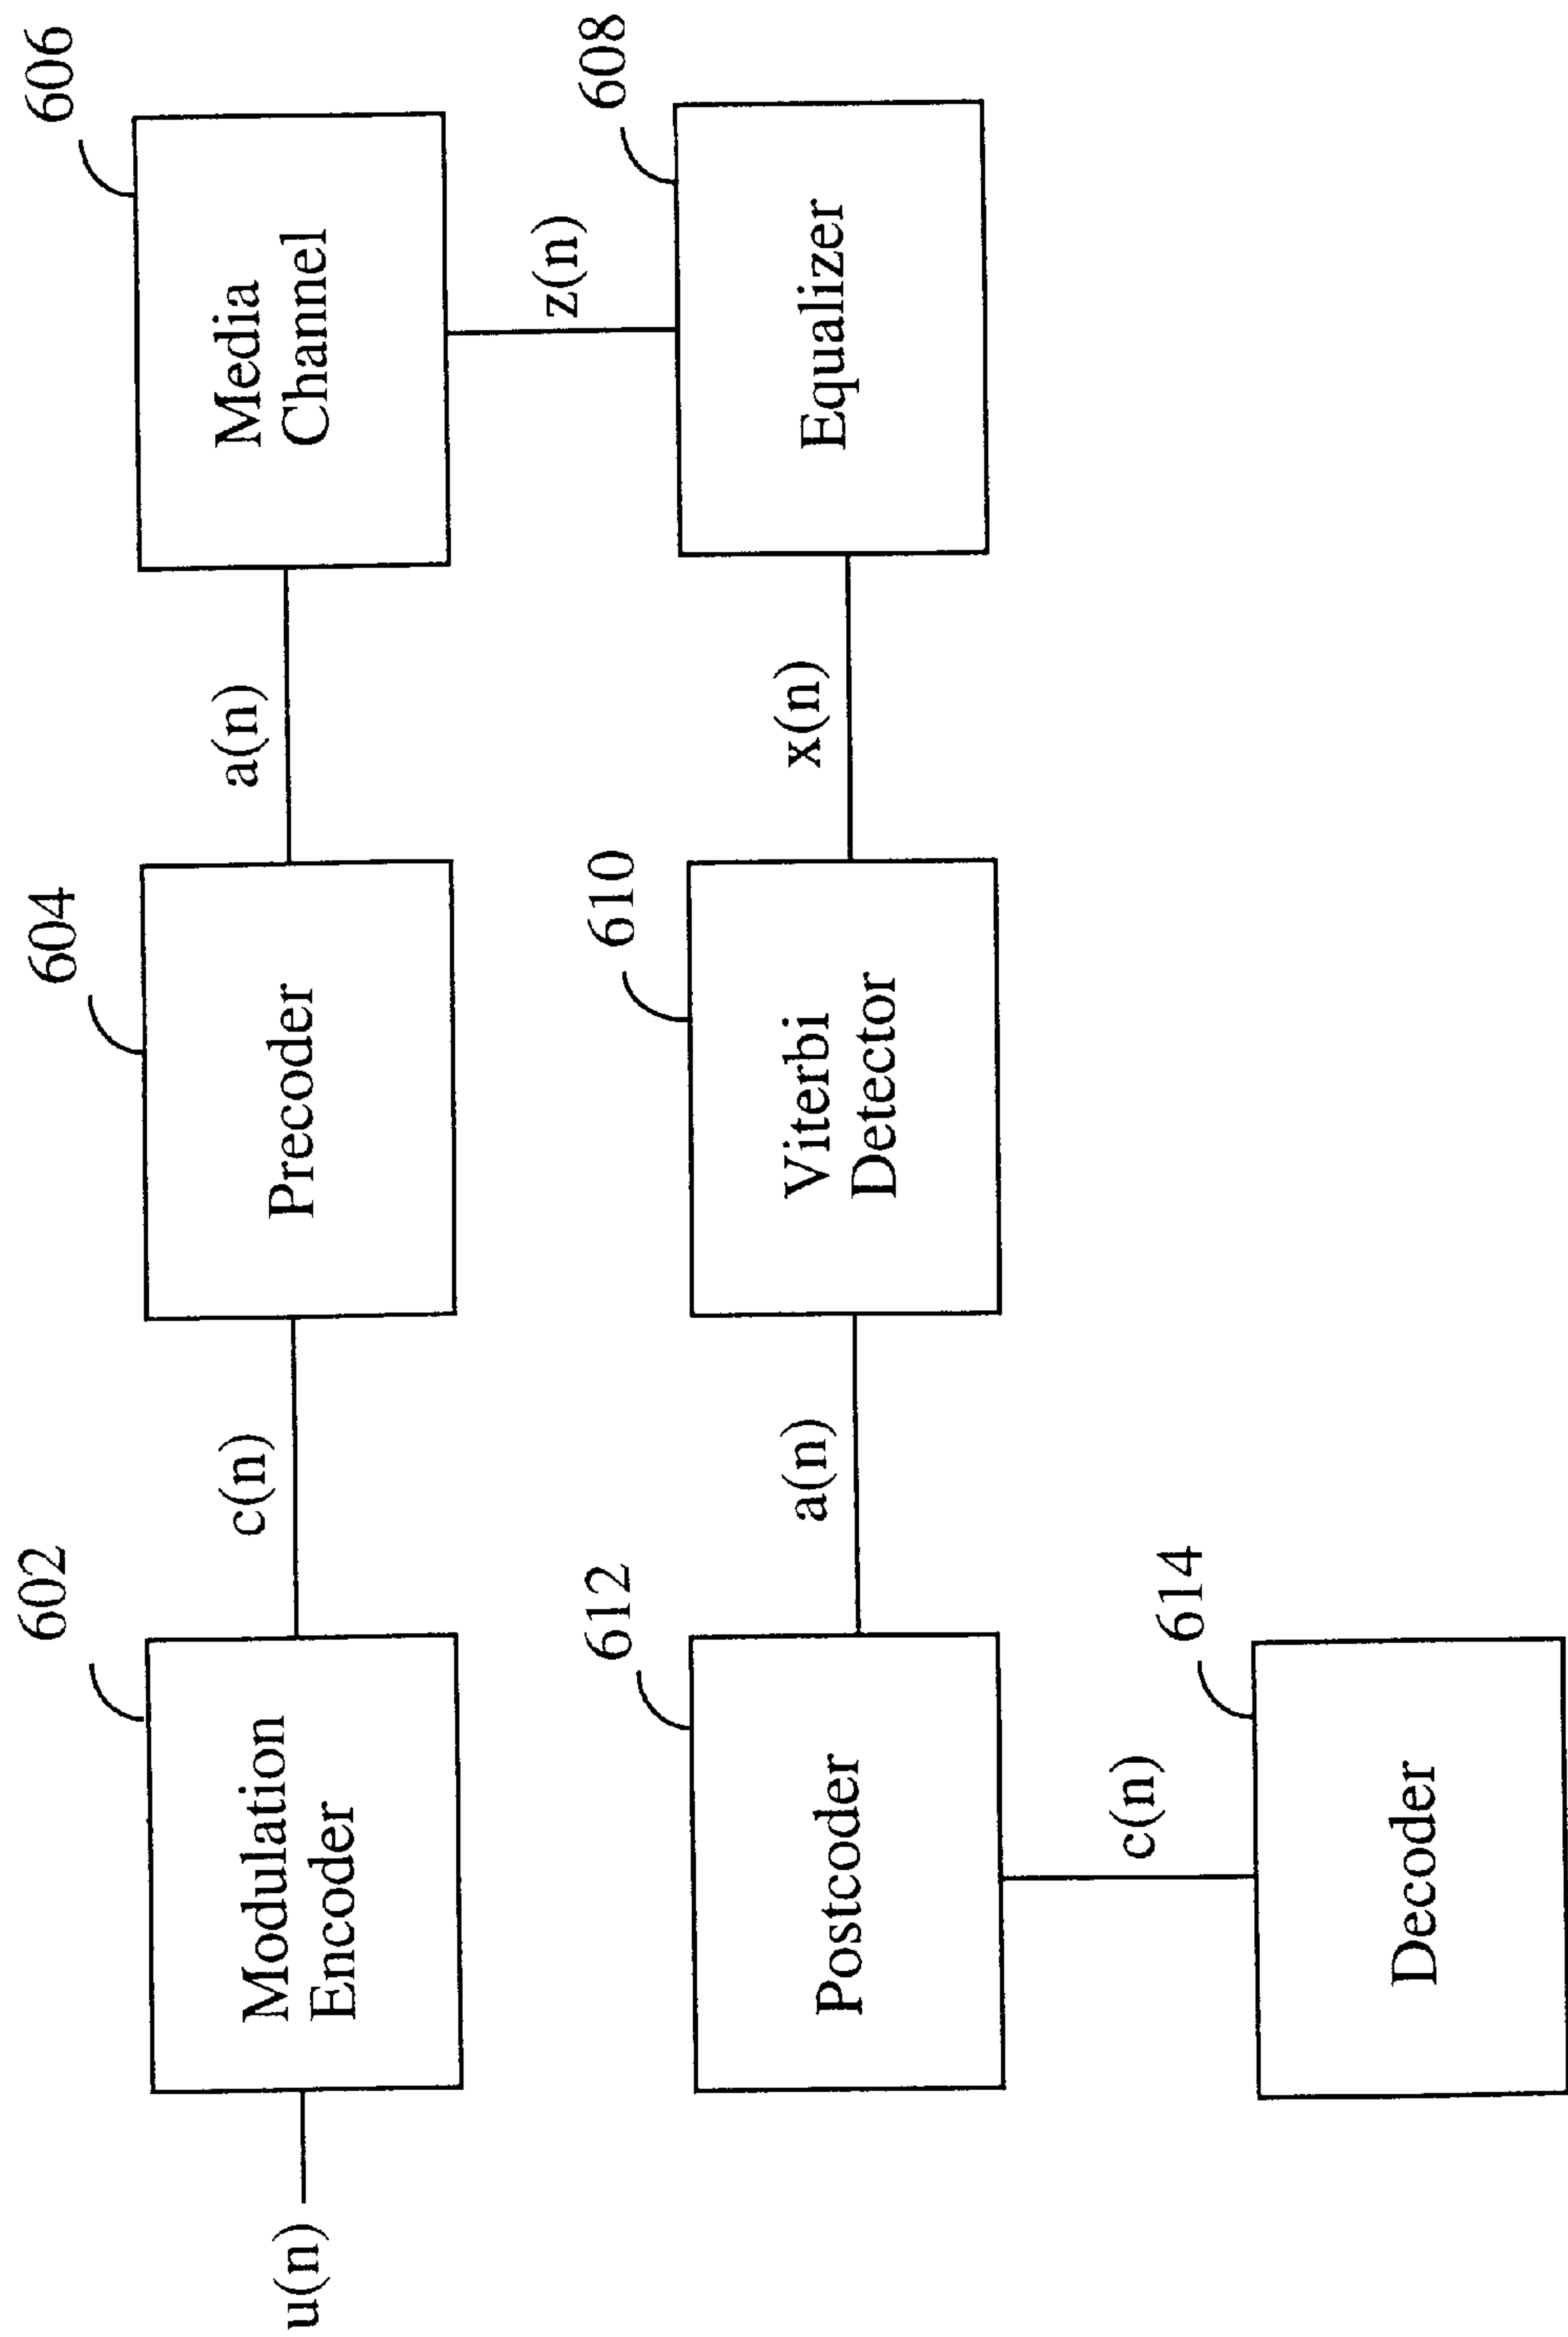 602
604
606
u(n)
Modulation
Encoder
c(n)
Precoder
a(n)
Media
Channel
z(n)
612
610
608
Postcoder
a(n)
Viterbi
Detector
x(n)
Equalizer
c(n)
614
Decoder